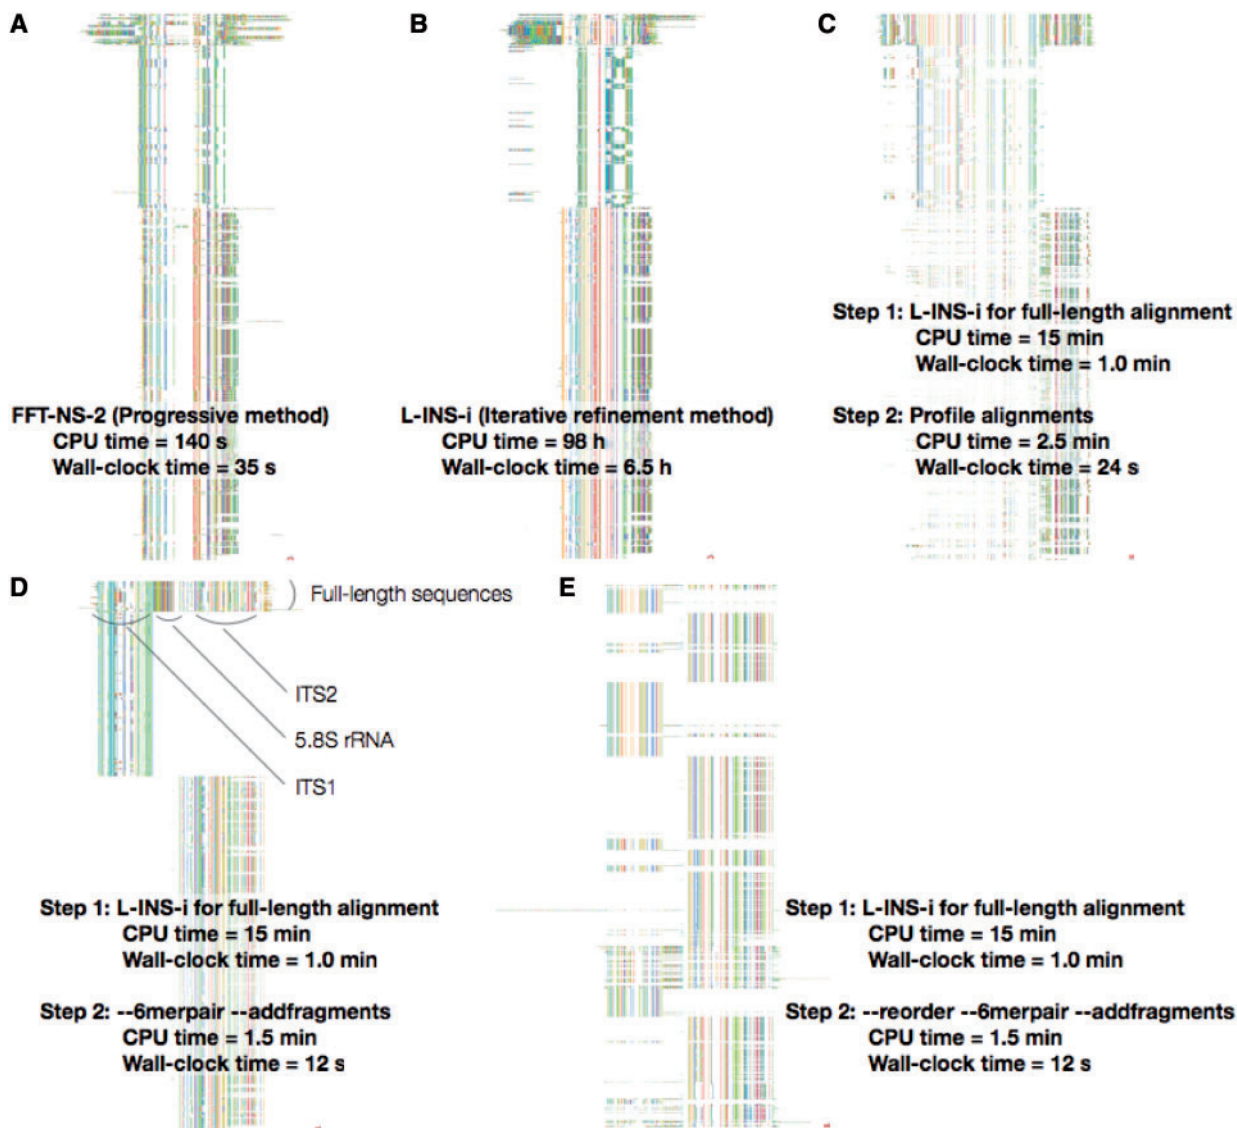 A
B
C
Step 1: L-INS-i for full-length alignment
CPU time = 15 min
Wall-clock time = 1.0 min
FFT-NS-2 (Progressive method)
CPU time = 140 s
Wall-clock time = 35 s
L-INS-i (Iterative refinement method)
CPU time = 98 h
Wall-clock time = 6.5 h
Step 2: Profile alignments
CPU time = 2.5 min
Wall-clock time = 24 s
D
Full-length sequences
ITS2
5.8S rRNA
ITS1
Step 1: L-INS-i for full-length alignment
CPU time = 15 min
Wall-clock time = 1.0 min
Step 2: --6merpair --addfragments
CPU time = 1.5 min
Wall-clock time = 12 s
E
Step 1: L-INS-i for full-length alignment
CPU time = 15 min
Wall-clock time = 1.0 min
Step 2: --reorder --6merpair --addfragments
CPU time = 1.5 min
Wall-clock time = 12 s